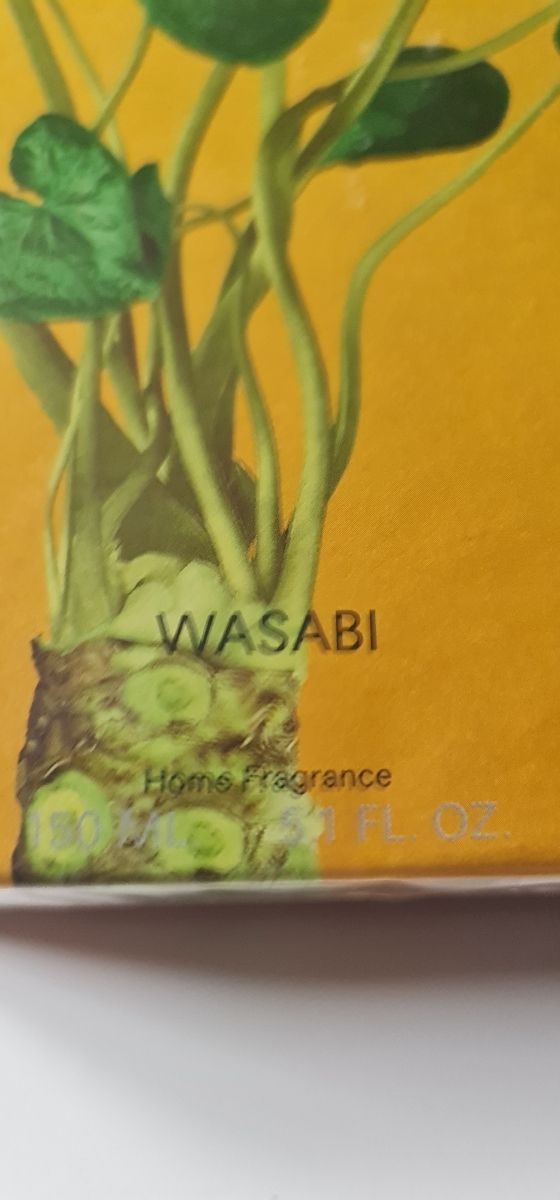 WASABI
Home Fragrance
150 ML 5.1 FL. OZ.